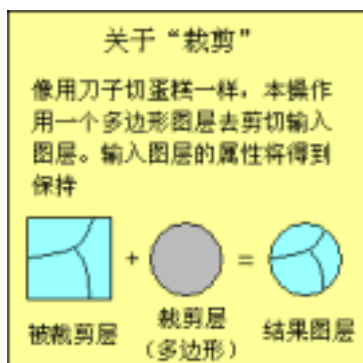 关于“裁剪”
像用刀子切蛋糕一样，本操作
用一个多边形图层去剪切输入
图层。输入图层的属性将得到
保持
+
=
被裁剪层
裁剪层
（多边形）
结果图层